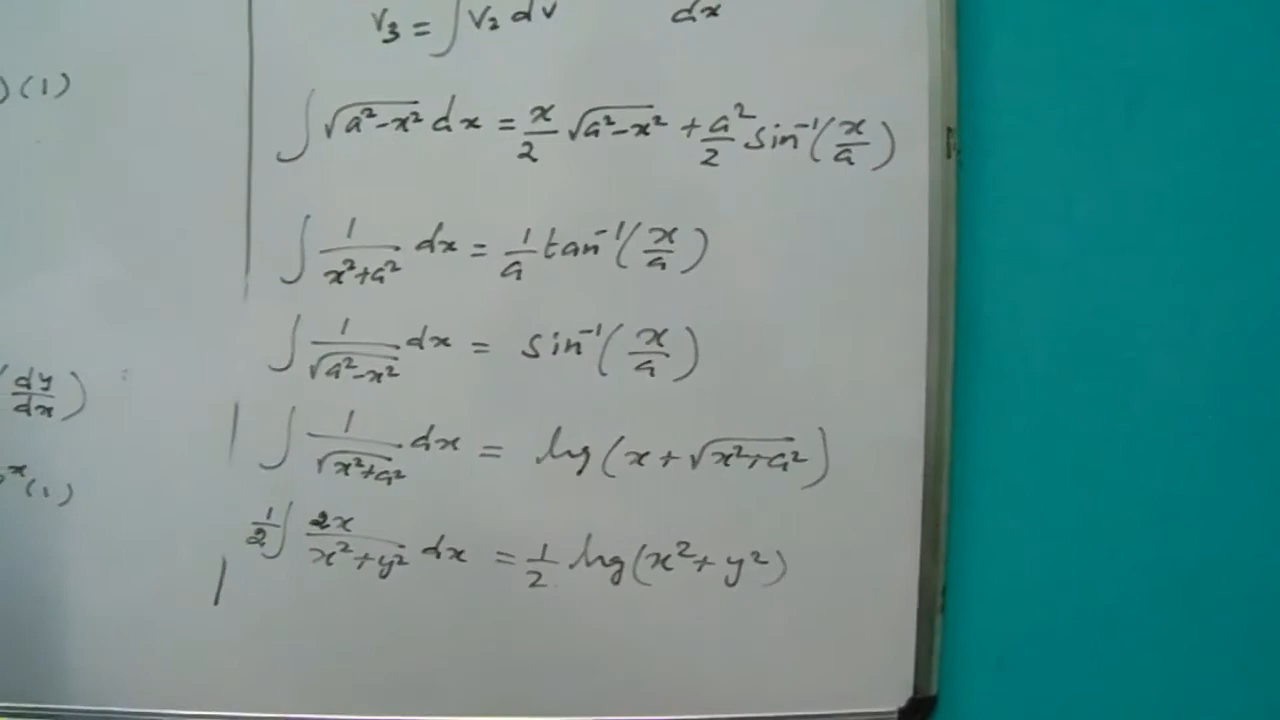 V₃ = ∫ V₂ dv dx
)(1)
∫ √(a²-x²) dx = x/2 √(a²-x²) + a²/2 sin⁻¹(x/a)
∫ 1/(x²+a²) dx = 1/a tan⁻¹(x/a)
∫ 1/√(a²-x²) dx = sin⁻¹(x/a)
(dy/dx)
∫ 1/√(x²+a²) dx = log(x+√(x²+a²))
x(1)
1/2 ∫ 2x/(x²+y²) dx = 1/2 log(x²+y²)